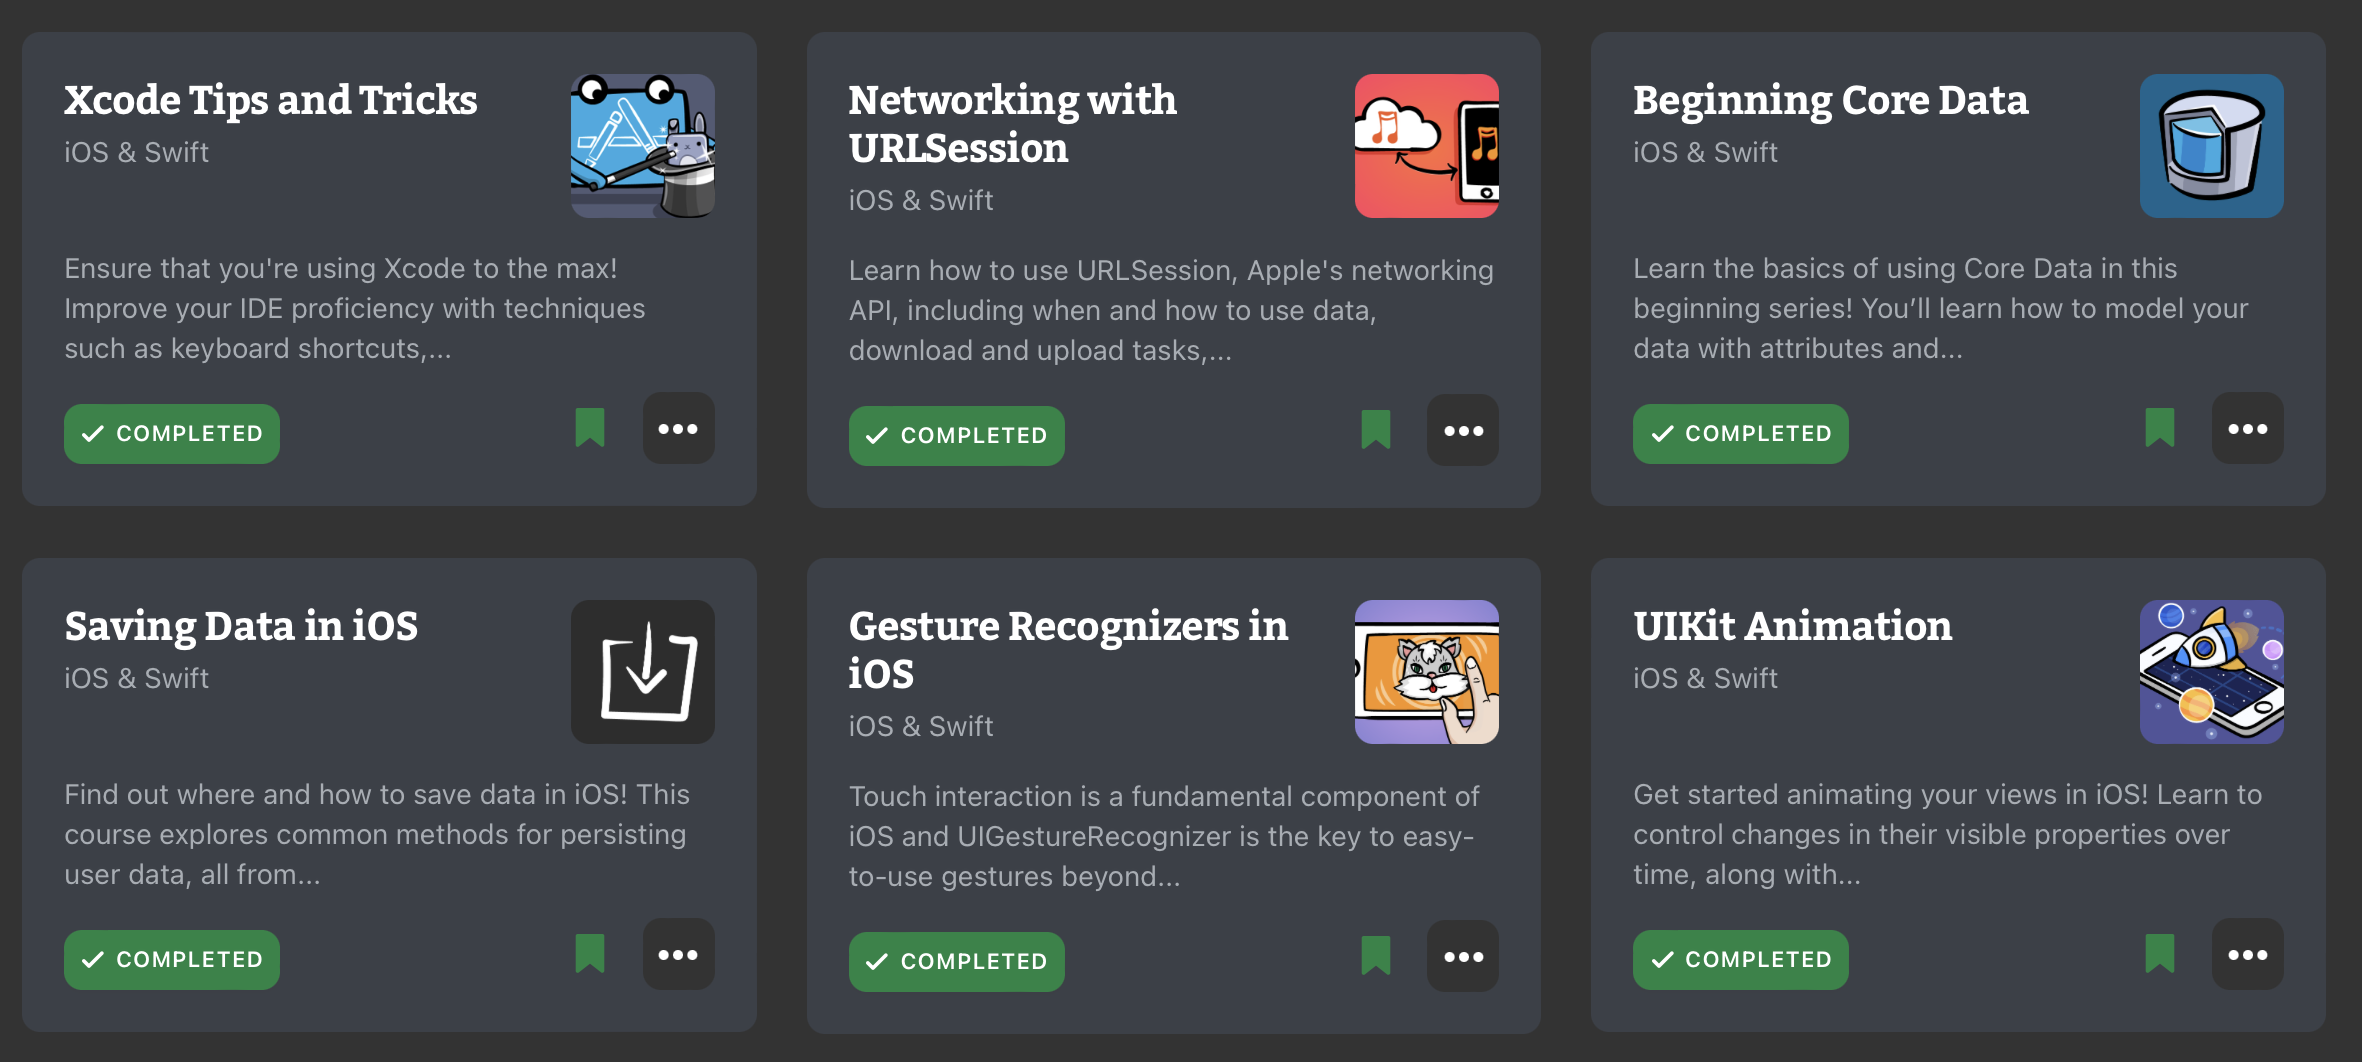 Xcode Tips and Tricks
iOS & Swift
Ensure that you're using Xcode to the max!
Improve your IDE proficiency with techniques
such as keyboard shortcuts,...
COMPLETED
Networking with
URLSession
iOS & Swift
Learn how to use URLSession, Apple's networking
API, including when and how to use data,
download and upload tasks,...
COMPLETED
Beginning Core Data
iOS & Swift
Learn the basics of using Core Data in this
beginning series! You’ll learn how to model your
data with attributes and...
COMPLETED
Saving Data in iOS
iOS & Swift
Find out where and how to save data in iOS! This
course explores common methods for persisting
user data, all from...
COMPLETED
Gesture Recognizers in
iOS
iOS & Swift
Touch interaction is a fundamental component of
iOS and UIGestureRecognizer is the key to easy-
to-use gestures beyond...
COMPLETED
UIKit Animation
iOS & Swift
Get started animating your views in iOS! Learn to
control changes in their visible properties over
time, along with...
COMPLETED